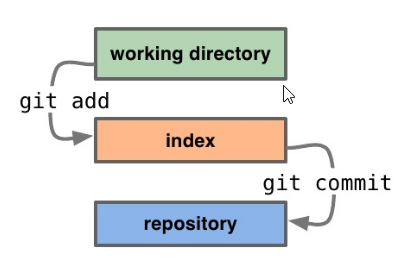 working directory
git add
index
git commit
repository